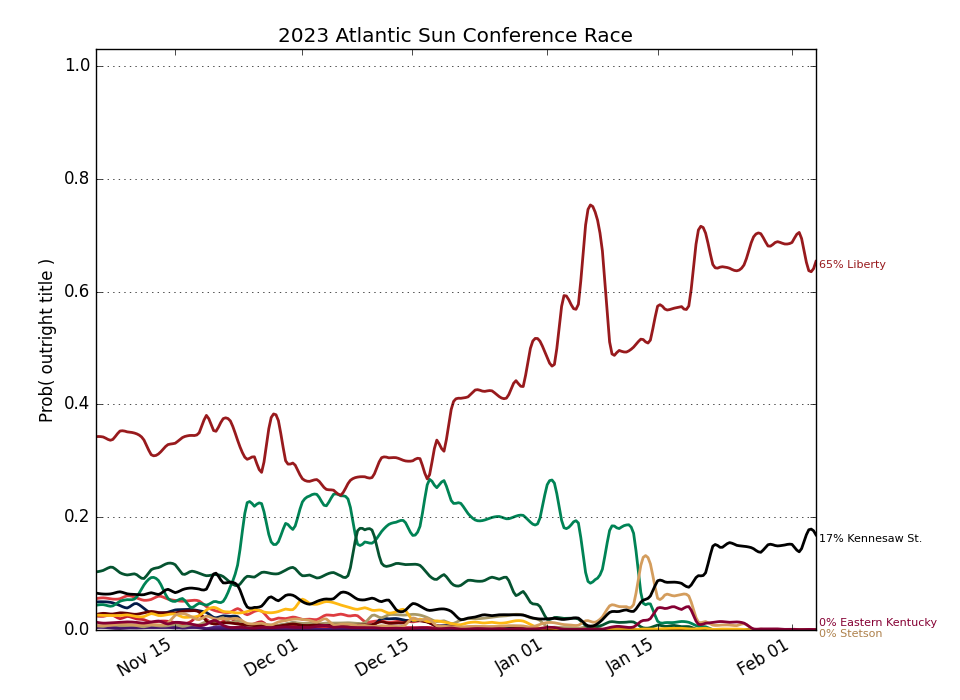 2023 Atlantic Sun Conference Race
Prob( outright title )
1.0
0.8
0.6
0.4
0.2
0.0
65% Liberty
17% Kennesaw St.
0% Eastern Kentucky
0% Stetson
Nov 15
Dec 01
Dec 15
Jan 01
Jan 15
Feb 01